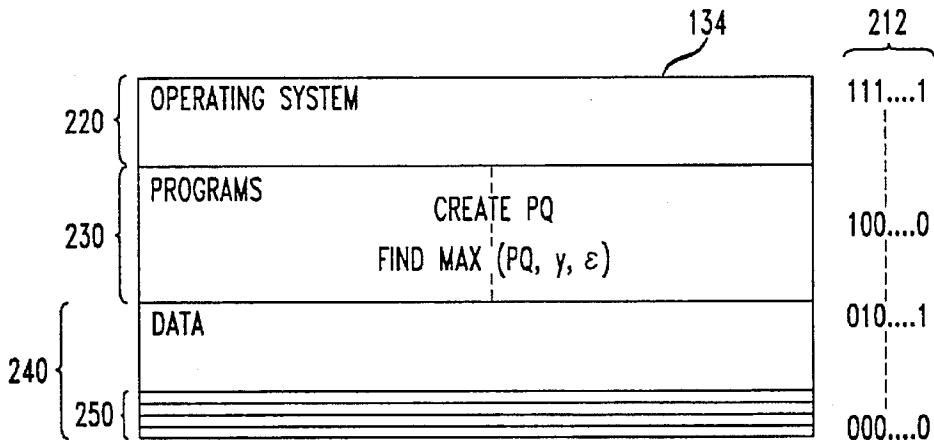 134
212
220
OPERATING SYSTEM
111....1
230
PROGRAMS
CREATE PQ
FIND MAX (PQ, y, ε)
100....0
240
DATA
010....1
250
000....0